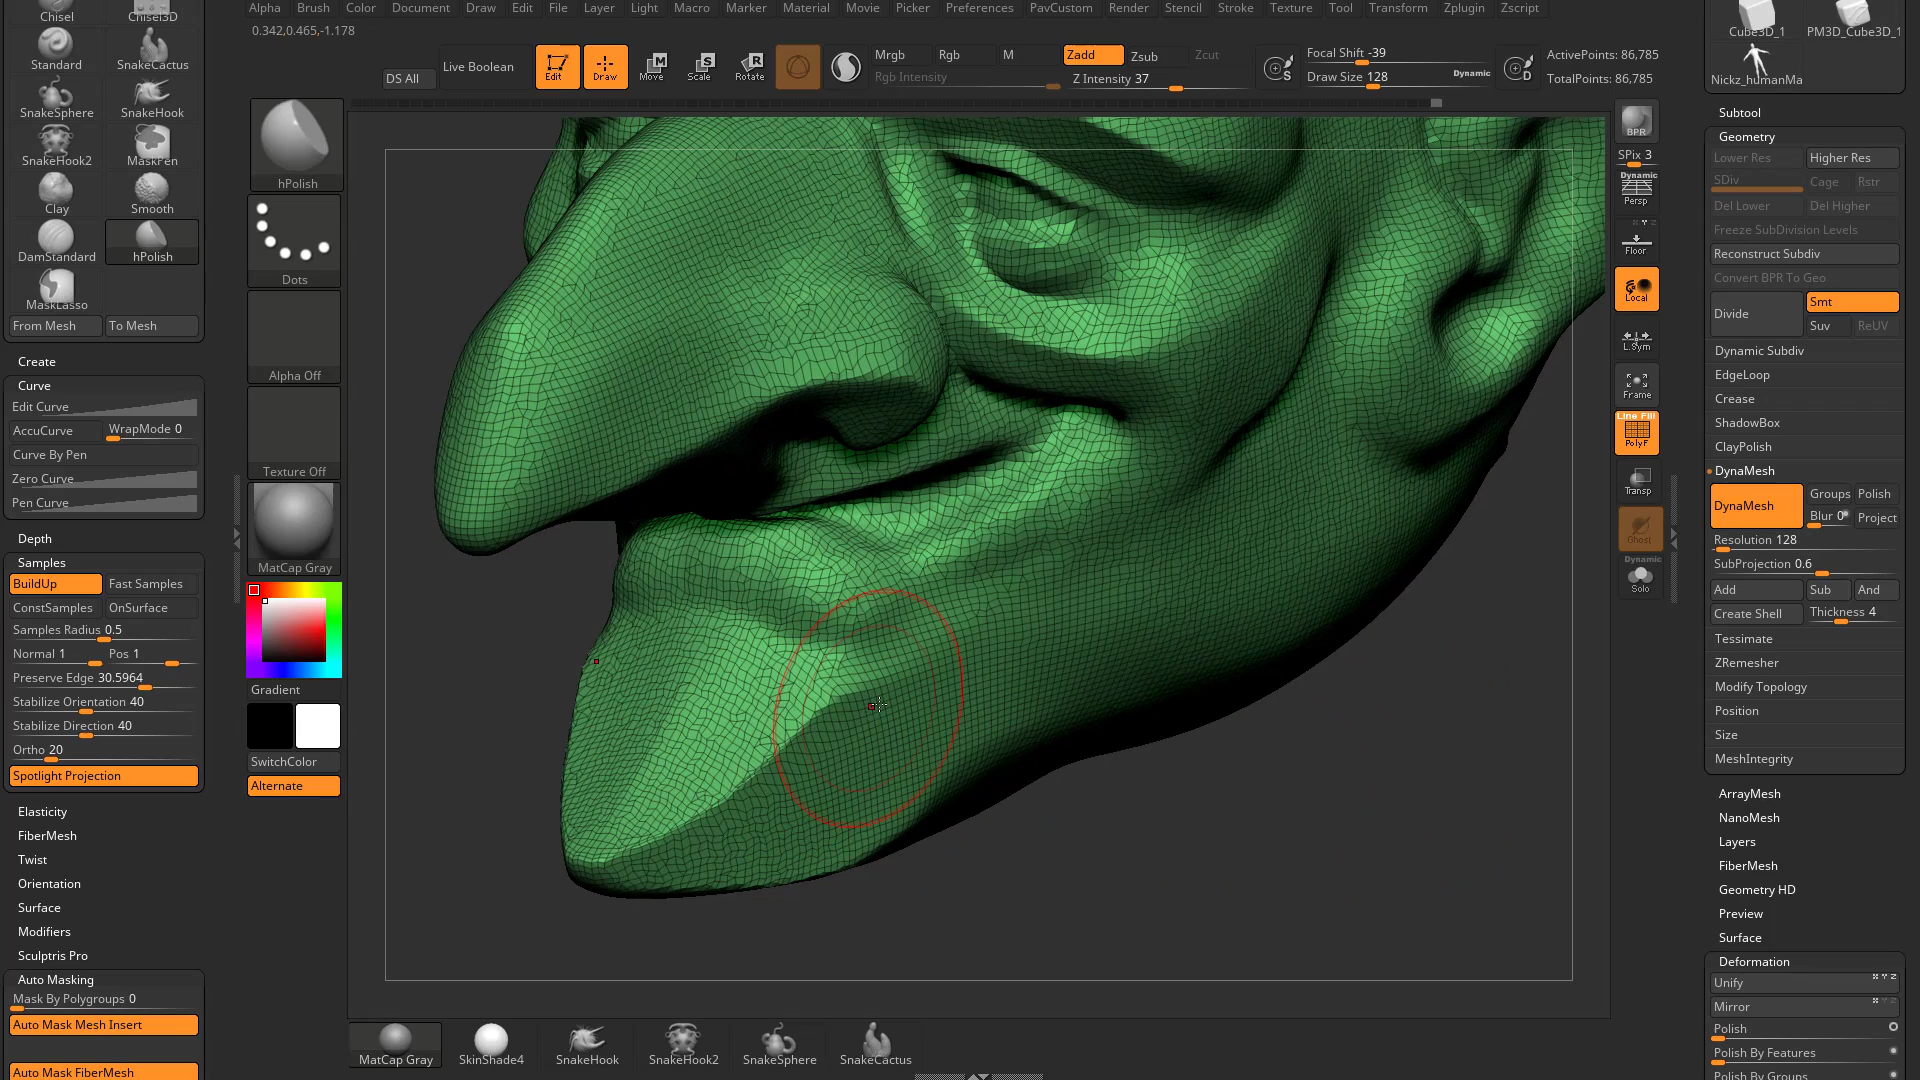 Alpha Brush Color Document Draw Edit File Layer Light Macro Marker Material Movie Picker Preferences PavCustom Render Stencil Stroke Texture Tool Transform Zplugin Zscript
0.342,0.465,-1.178
Chisel Chisel3D
Standard SnakeCactus
SnakeSphere SnakeHook
SnakeHook2 MaskPen
Clay Smooth
DamStandard hPolish
MaskLasso
From Mesh To Mesh
Create
Curve
Edit Curve
AccuCurve WrapMode 0
Curve By Pen
Zero Curve
Pen Curve
Depth
Samples
BuildUp Fast Samples
ConstSamples OnSurface
Samples Radius 0.5
Normal 1 Pos 1
Preserve Edge 30.5964
Stabilize Orientation 40
Stabilize Direction 40
Ortho 20
Spotlight Projection
Elasticity
FiberMesh
Twist
Orientation
Surface
Modifiers
Sculptris Pro
Auto Masking
Mask By Polygroups 0
Auto Mask Mesh Insert
Auto Mask FiberMesh
DS All
Live Boolean
Edit
Draw
Move
Scale
Rotate
Mrgb Rgb M
Rgb Intensity
Zadd Zsub Zcut
Z Intensity 37
S
Focal Shift -39
Draw Size 128 Dynamic
D
ActivePoints: 86,785
TotalPoints: 86,785
hPolish
Dots
Alpha Off
Texture Off
MatCap Gray
Gradient
SwitchColor
Alternate
BPR
SPix 3
Dynamic
Persp
Floor
Local
L.Sym
Frame
Line Fill
PolyF
Transp
Ghost
Dynamic
Solo
MatCap Gray SkinShade4 SnakeHook SnakeHook2 SnakeSphere SnakeCactus
Cube3D_1 PM3D_Cube3D_1
Nickz_humanMa
Subtool
Geometry
Lower Res Higher Res
SDiv Cage Rstr
Del Lower Del Higher
Freeze SubDivision Levels
Reconstruct Subdiv
Convert BPR To Geo
Divide Smt
Suv ReUV
Dynamic Subdiv
EdgeLoop
Crease
ShadowBox
ClayPolish
DynaMesh
DynaMesh Groups Polish
Blur 0 Project
Resolution 128
SubProjection 0.6
Add Sub And
Create Shell Thickness 4
Tessimate
ZRemesher
Modify Topology
Position
Size
MeshIntegrity
ArrayMesh
NanoMesh
Layers
FiberMesh
Geometry HD
Preview
Surface
Deformation
Unify X Y Z
Mirror
Polish
Polish By Features
Polish By Groups